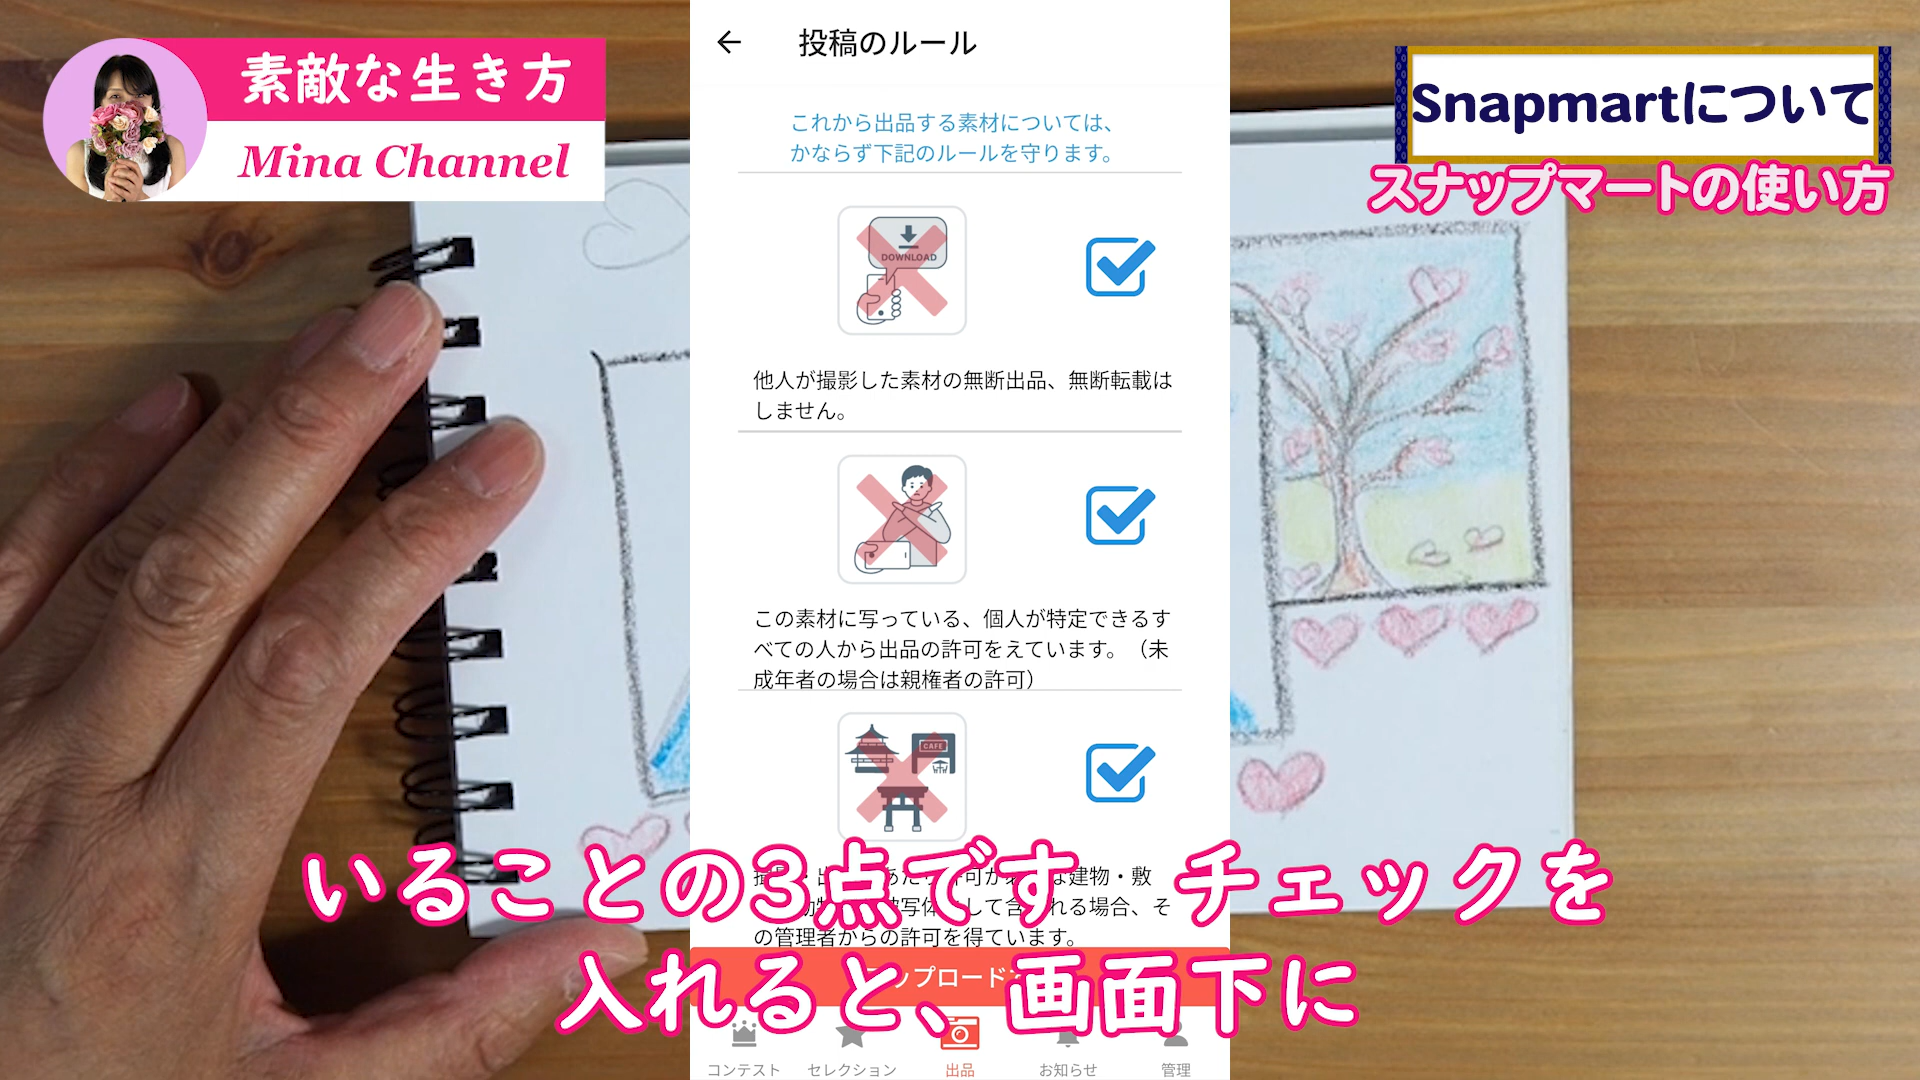 素敵な生き方
Mina Channel
投稿のルール
これから出品する素材については、
かならず下記のルールを守ります。
Snapmartについて
スナップマートの使い方
DOWNLOAD
他人が撮影した素材の無断出品、無断転載は
しません。
この素材に写っている、個人が特定できるす
べての人から出品の許可をえています。（未
成年者の場合は親権者の許可）
CAFE
建物・敷
して含まれる場合、そ
の管理者からの許可を得ています。
いることの3点です チェックを
入れると、画面下に
コンテスト
セレクション
出品
お知らせ
管理